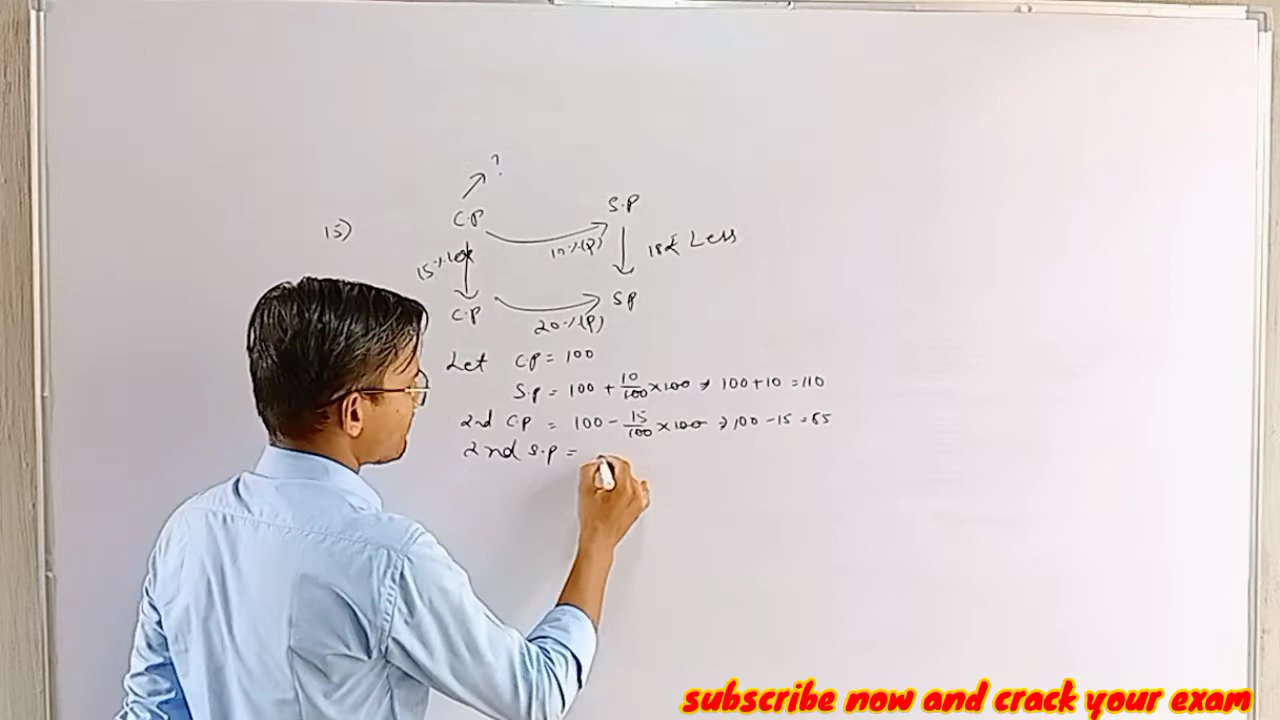 ?
15) C.P S.P
10%(P)
15% less 18₹ Less
C.P S.P
20%(P)
Let C.P = 100
S.p = 100 + 10/100 × 100 ⇒ 100 + 10 = 110
2nd C.P = 100 - 15/100 × 100 ⇒ 100 - 15 = 85
2nd S.p =
subscribe now and crack your exam